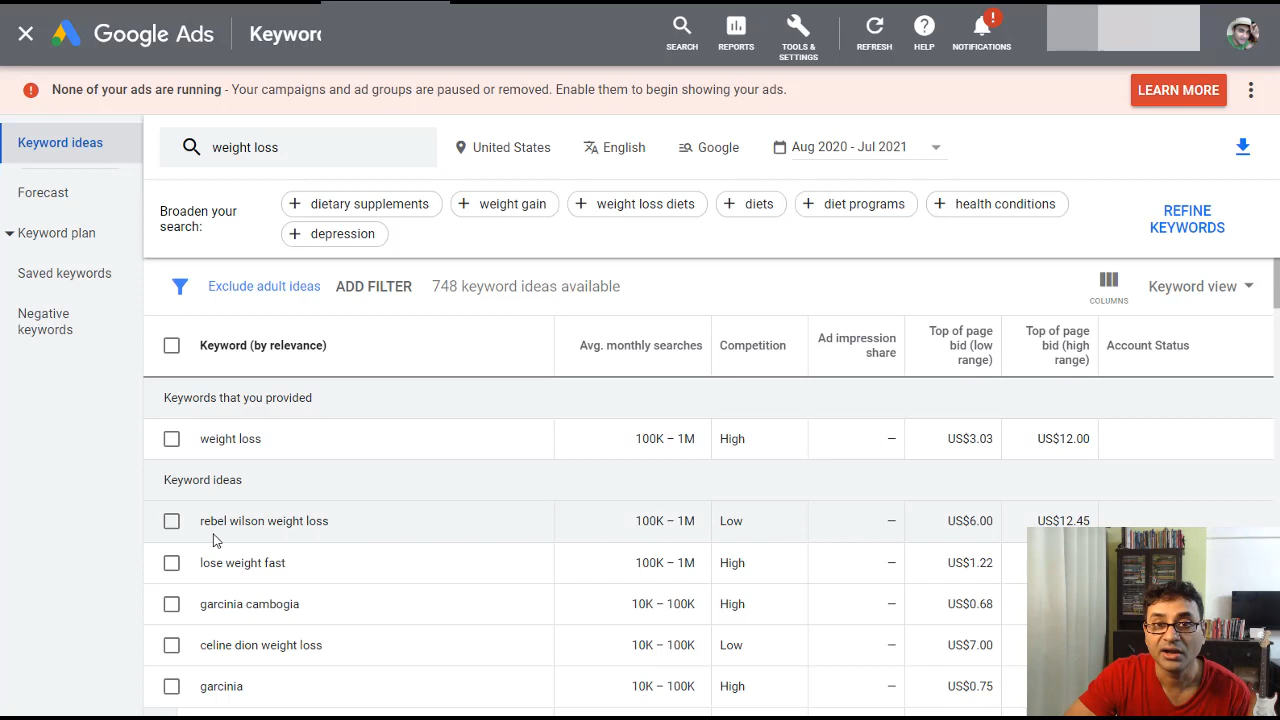 Google Ads
Keyword
SEARCH
REPORTS
TOOLS &
SETTINGS
REFRESH
HELP
!
NOTIFICATIONS
None of your ads are running - Your campaigns and ad groups are paused or removed. Enable them to begin showing your ads.
LEARN MORE
Keyword ideas
Forecast
Keyword plan
Saved keywords
Negative
keywords
weight loss
United States
English
Google
Aug 2020 - Jul 2021
Broaden your
search:
+ dietary supplements
+ weight gain
+ weight loss diets
+ diets
+ diet programs
+ health conditions
+ depression
REFINE
KEYWORDS
Exclude adult ideas
ADD FILTER
748 keyword ideas available
COLUMNS
Keyword view
Keyword (by relevance)
Avg. monthly searches
Competition
Ad impression
share
Top of page
bid (low
range)
Top of page
bid (high
range)
Account Status
Keywords that you provided
weight loss 100K – 1M High – US$3.03 US$12.00
Keyword ideas
rebel wilson weight loss 100K – 1M Low – US$6.00 US$12.45
lose weight fast 100K – 1M High – US$1.22
garcinia cambogia 10K – 100K High – US$0.68
celine dion weight loss 10K – 100K Low – US$7.00
garcinia 10K – 100K High – US$0.75